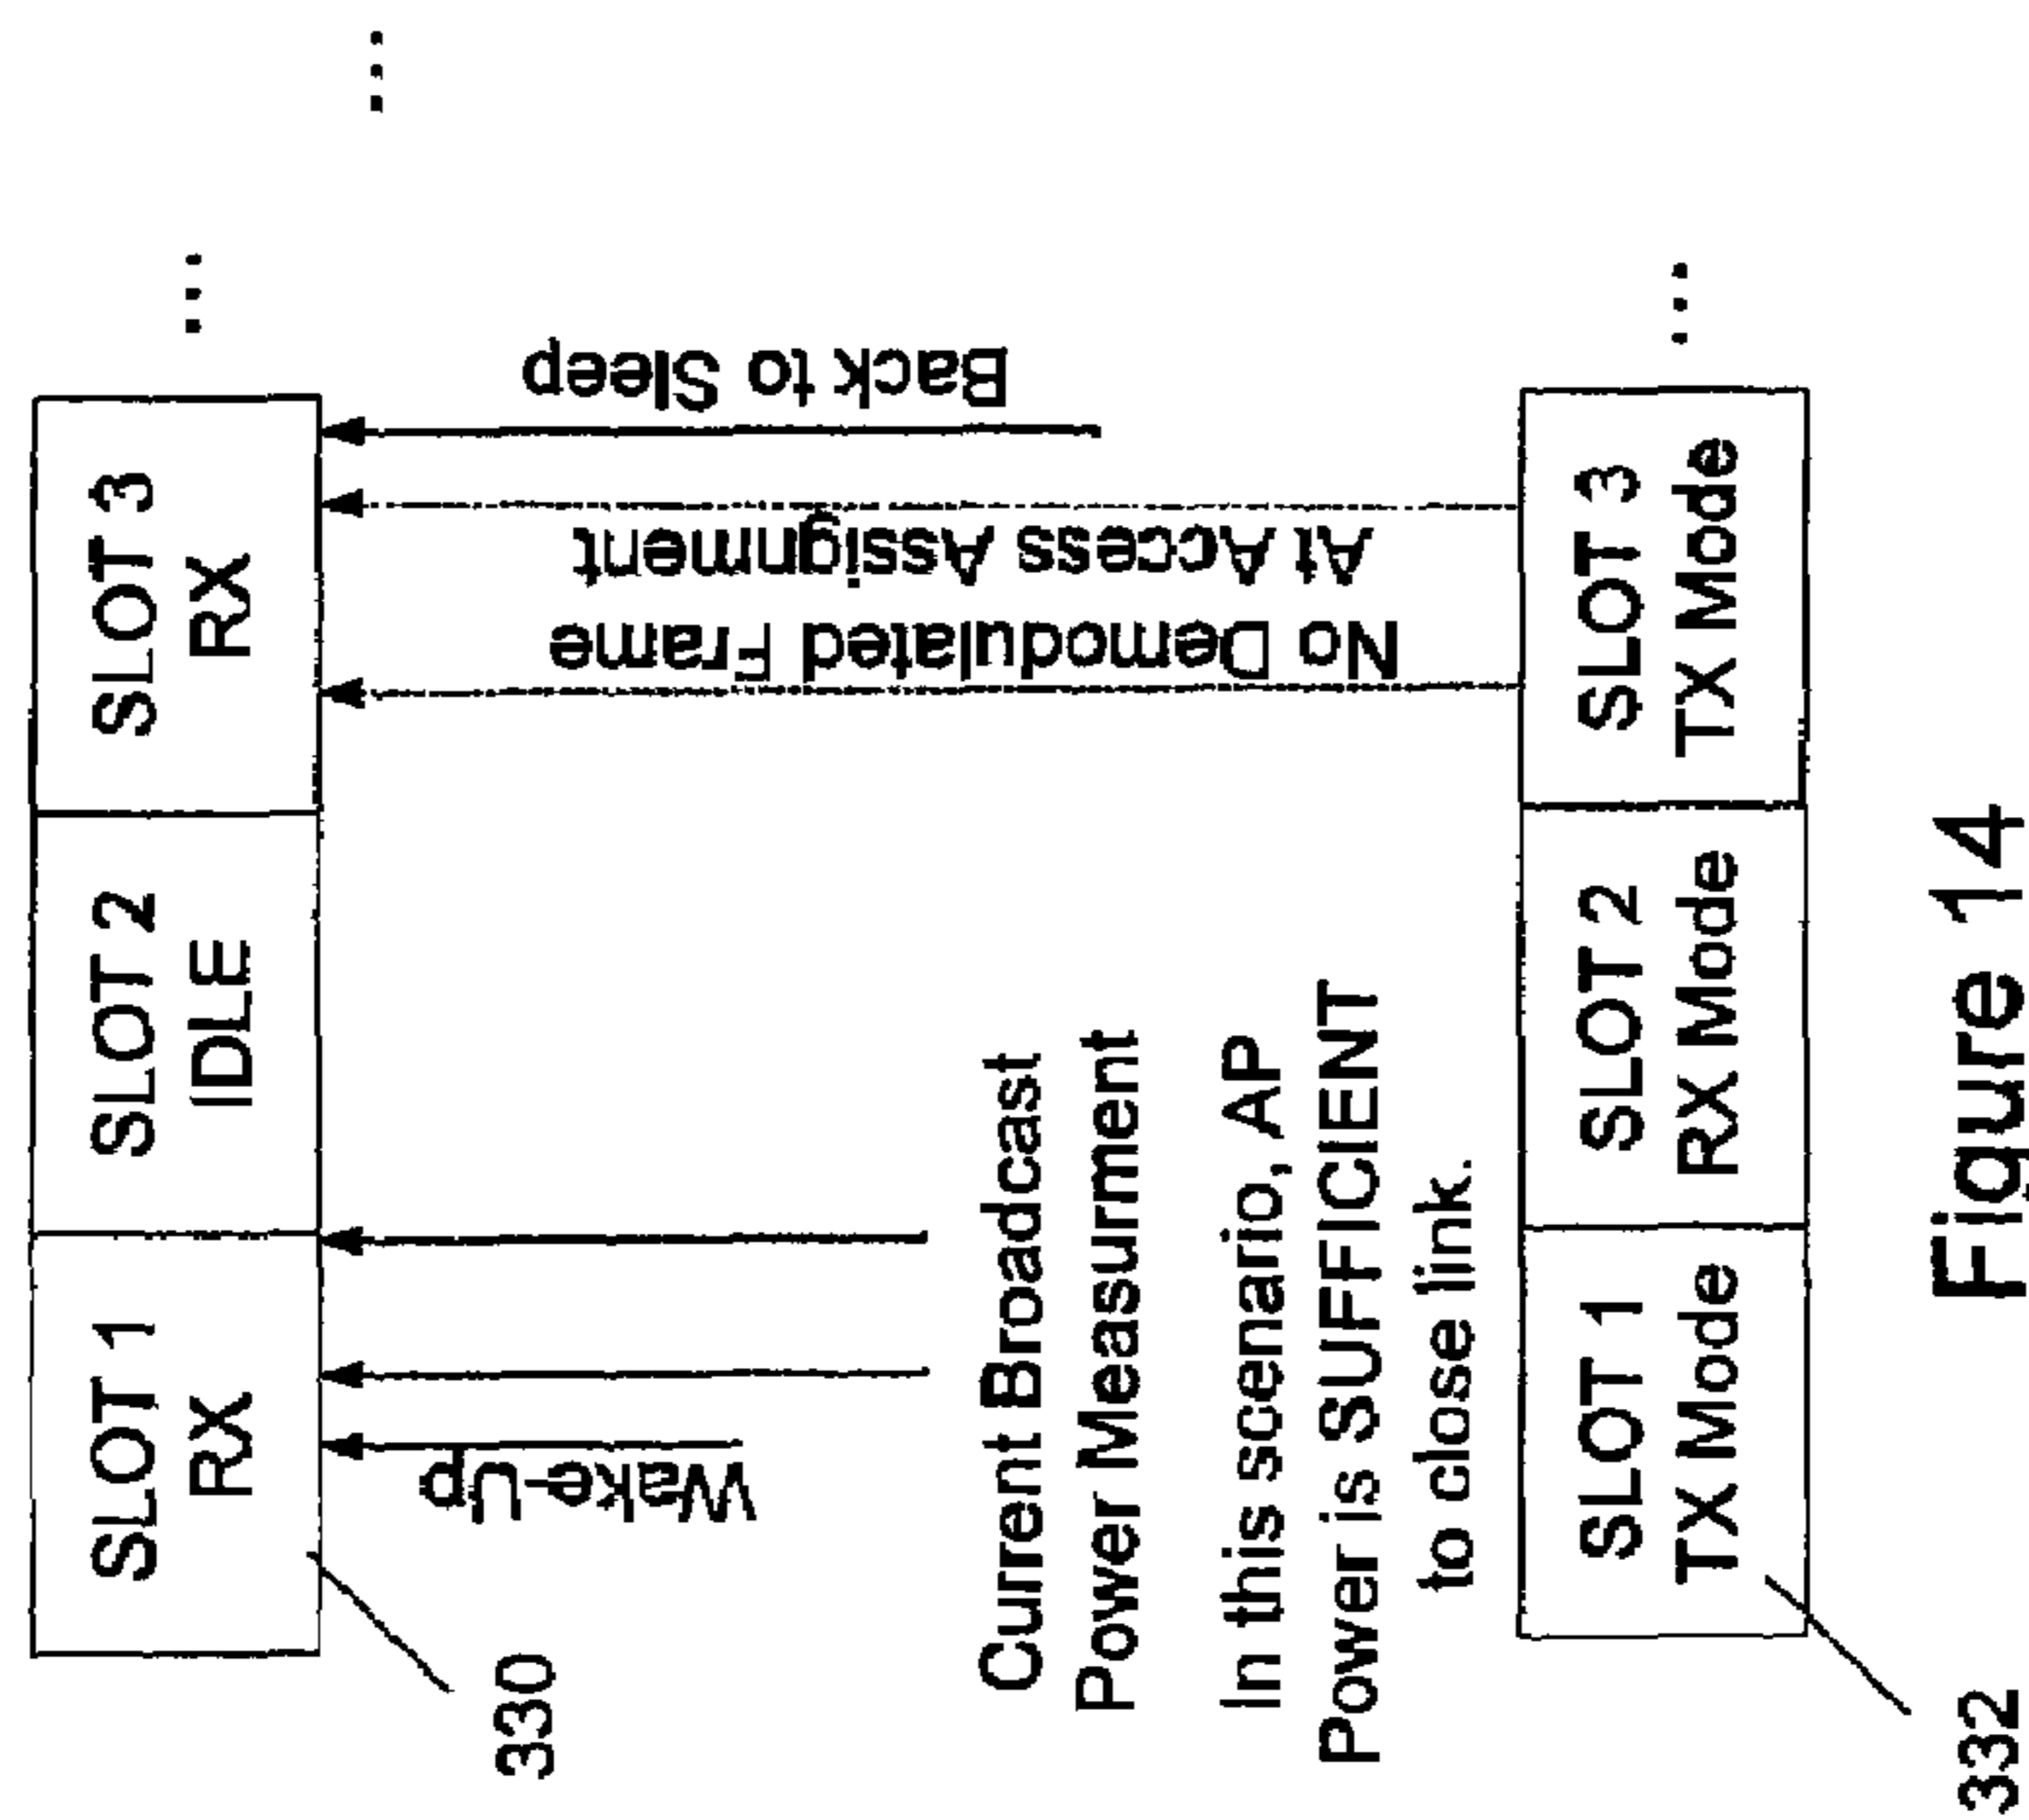 SLOT 1
RX
SLOT 2
IDLE
SLOT 3
RX
...
...
330
Wake-Up
Current Broadcast
Power Measurment
In this scenario, AP
Power is SUFFICIENT
to close link.
No Demodulated Frame
At Access Assignment
Back to Sleep
SLOT 1
TX Mode
SLOT 2
RX Mode
SLOT 3
TX Mode
...
332
Figure 14